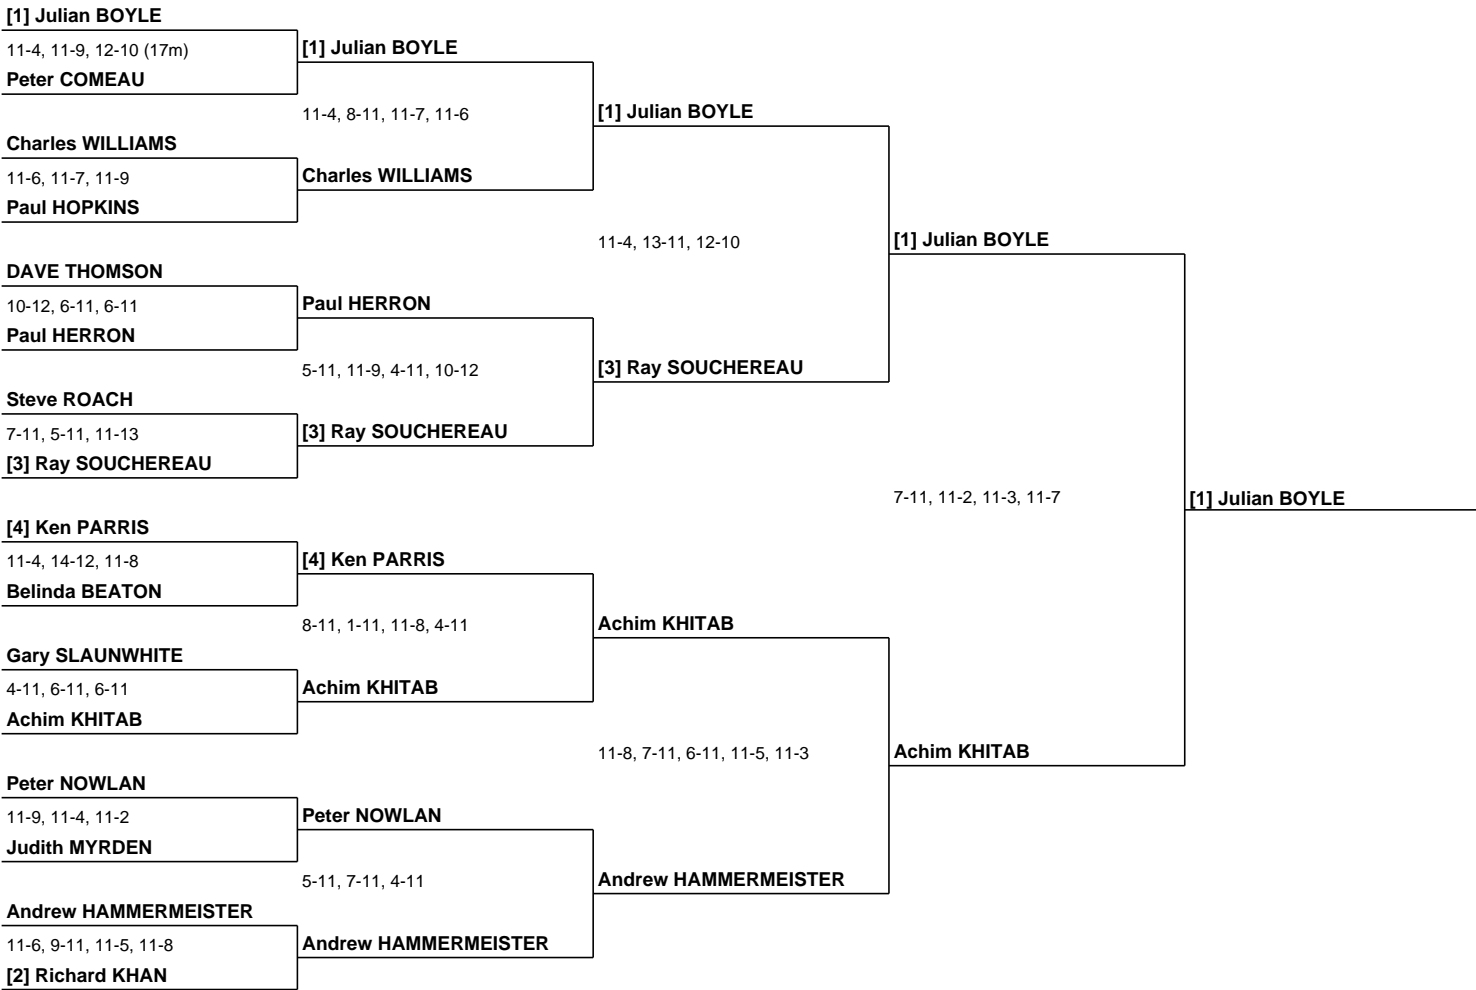 [1] Julian BOYLE
11-4, 11-9, 12-10 (17m)
Peter COMEAU
Charles WILLIAMS
11-6, 11-7, 11-9
Paul HOPKINS
DAVE THOMSON
10-12, 6-11, 6-11
Paul HERRON
Steve ROACH
7-11, 5-11, 11-13
[3] Ray SOUCHEREAU
[4] Ken PARRIS
11-4, 14-12, 11-8
Belinda BEATON
Gary SLAUNWHITE
4-11, 6-11, 6-11
Achim KHITAB
Peter NOWLAN
11-9, 11-4, 11-2
Judith MYRDEN
Andrew HAMMERMEISTER
11-6, 9-11, 11-5, 11-8
[2] Richard KHAN
[1] Julian BOYLE
11-4, 8-11, 11-7, 11-6
Charles WILLIAMS
Paul HERRON
5-11, 11-9, 4-11, 10-12
[3] Ray SOUCHEREAU
[4] Ken PARRIS
8-11, 1-11, 11-8, 4-11
Achim KHITAB
Peter NOWLAN
5-11, 7-11, 4-11
Andrew HAMMERMEISTER
[1] Julian BOYLE
11-4, 13-11, 12-10
[3] Ray SOUCHEREAU
Achim KHITAB
11-8, 7-11, 6-11, 11-5, 11-3
Andrew HAMMERMEISTER
[1] Julian BOYLE
7-11, 11-2, 11-3, 11-7
Achim KHITAB
[1] Julian BOYLE